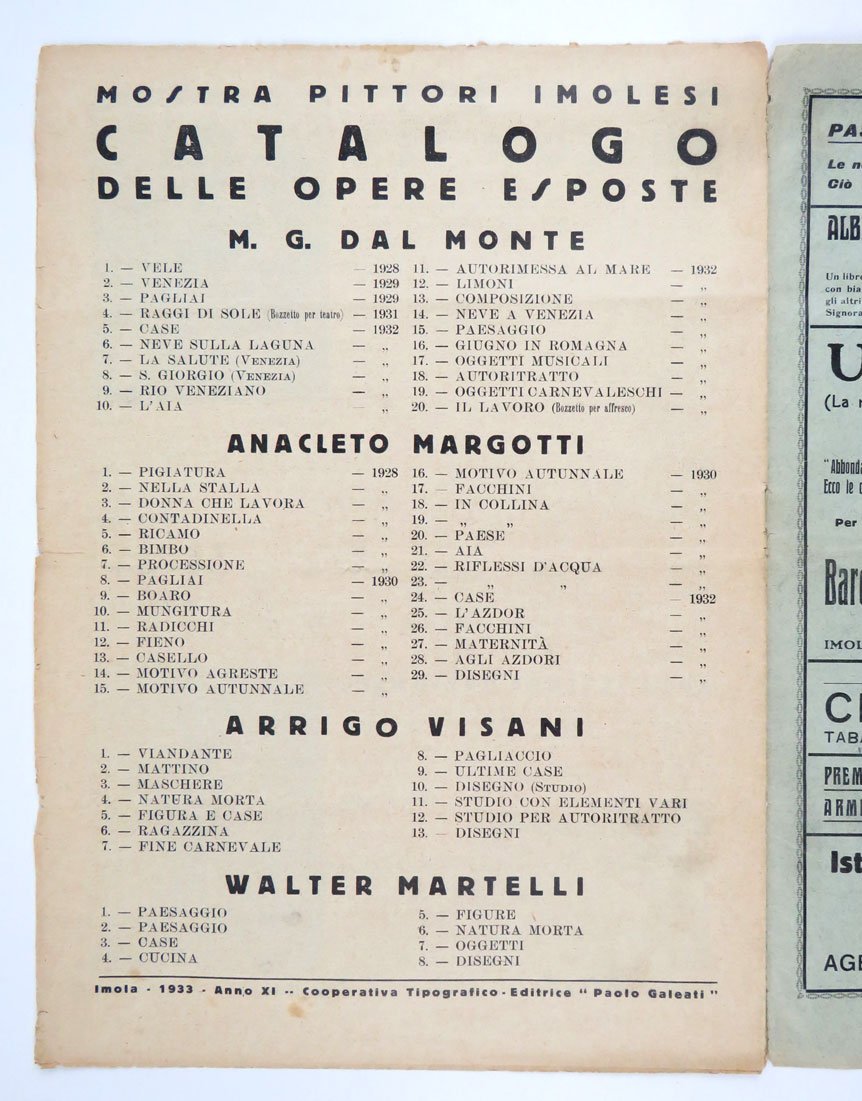 MOSTRA PITTORI IMOLESI
CATALOGO
DELLE OPERE ESPOSTE
M. G. DAL MONTE
1. — VELE — 1928
2. — VENEZIA — 1929
3. — PAGLIAI — 1929
4. — RAGGI DI SOLE (Bozzetto per teatro) — 1931
5. — CASE — 1932
6. — NEVE SULLA LAGUNA — „
7. — LA SALUTE (VENEZIA) — „
8. — S. GIORGIO (VENEZIA) — „
9. — RIO VENEZIANO — „
10. — L'AIA — „
11. — AUTORIMESSA AL MARE — 1932
12. — LIMONI — „
13. — COMPOSIZIONE — „
14. — NEVE A VENEZIA — „
15. — PAESAGGIO — „
16. — GIUGNO IN ROMAGNA — „
17. — OGGETTI MUSICALI — „
18. — AUTORITRATTO — „
19. — OGGETTI CARNEVALESCHI — „
20. — IL LAVORO (Bozzetto per affresco) — „
ANACLETO MARGOTTI
1. — PIGIATURA — 1928
2. — NELLA STALLA — „
3. — DONNA CHE LAVORA — „
4. — CONTADINELLA — „
5. — RICAMO — „
6. — BIMBO — „
7. — PROCESSIONE — „
8. — PAGLIAI — 1930
9. — BOARO — „
10. — MUNGITURA — „
11. — RADICCHI — „
12. — FIENO — „
13. — CASELLO — „
14. — MOTIVO AGRESTE — „
15. — MOTIVO AUTUNNALE — „
16. — MOTIVO AUTUNNALE — 1930
17. — FACCHINI — „
18. — IN COLLINA — „
19. — „ „ — „
20. — PAESE — „
21. — AIA — „
22. — RIFLESSI D'ACQUA — „
23. — „ „ — „
24. — CASE — 1932
25. — L'AZDOR — „
26. — FACCHINI — „
27. — MATERNITÀ — „
28. — AGLI AZDORI — „
29. — DISEGNI — „
ARRIGO VISANI
1. — VIANDANTE
2. — MATTINO
3. — MASCHERE
4. — NATURA MORTA
5. — FIGURA E CASE
6. — RAGAZZINA
7. — FINE CARNEVALE
8. — PAGLIACCIO
9. — ULTIME CASE
10. — DISEGNO (STUDIO)
11. — STUDIO CON ELEMENTI VARI
12. — STUDIO PER AUTORITRATTO
13. — DISEGNI
WALTER MARTELLI
1. — PAESAGGIO
2. — PAESAGGIO
3. — CASE
4. — CUCINA
5. — FIGURE
6. — NATURA MORTA
7. — OGGETTI
8. — DISEGNI
Imola - 1933 - Anno XI -- Cooperativa Tipografico - Editrice " Paolo Galeati "
Le
Ciò
Un
con
gli altri
(La
Ecco le
Per